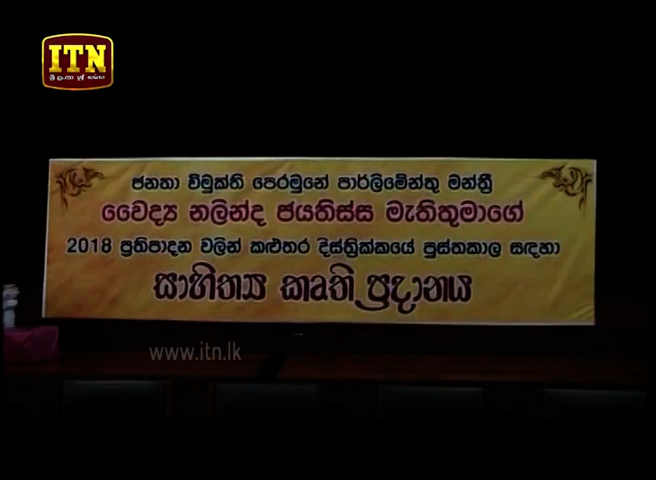 ITN
ජනතා විමුක්ති පෙරමුනේ පාර්ලිමේන්තු මන්ත්‍රී
වෛද්‍ය නලින්ද ජයතිස්ස මැතිතුමාගේ
2018 ප්‍රතිපාදන වලින් කළුතර දිස්ත්‍රික්කයේ පුස්තකාල සඳහා
සාහිත්‍ය කෘති ප්‍රදානය
www.itn.lk